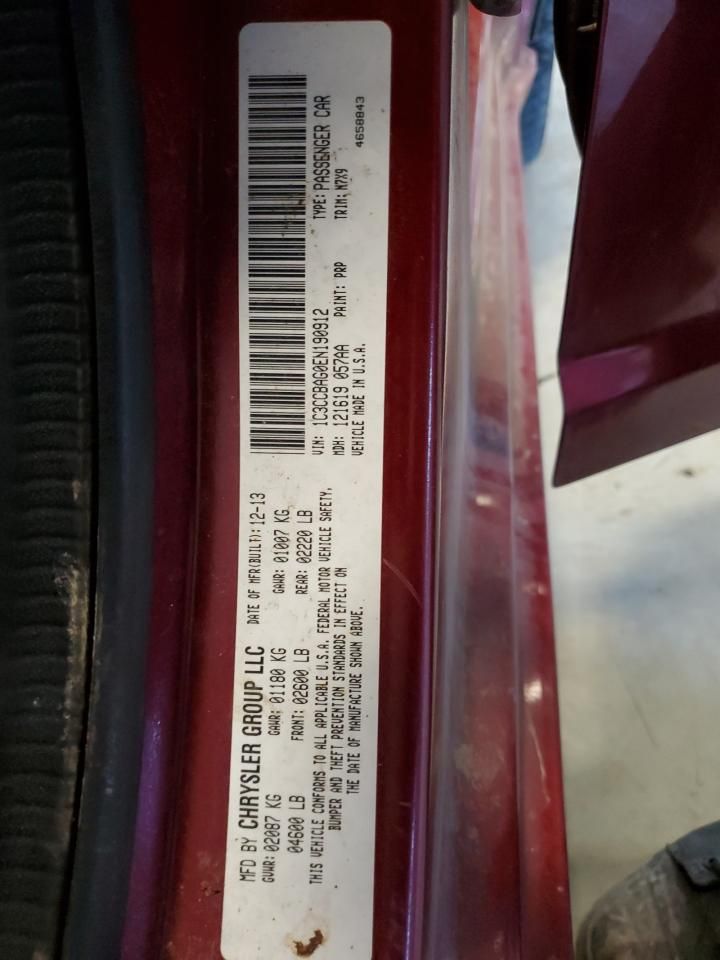 MFD BY CHRYSLER GROUP LLC DATE OF MFR(BUILT): 12-13
GVWR: 02087 KG GAWR: 01180 KG GAWR: 01007 KG
04600 LB FRONT: 02600 LB REAR: 02220 LB
THIS VEHICLE CONFORMS TO ALL APPLICABLE U.S.A. FEDERAL MOTOR VEHICLE SAFETY,
BUMPER AND THEFT PREVENTION STANDARDS IN EFFECT ON
THE DATE OF MANUFACTURE SHOWN ABOVE.
VIN: 1C3CCBAG0EN190912 TYPE: PASSENGER CAR
MDH: 121619 057AA PAINT: PRP TRIM: N7X9
VEHICLE MADE IN U.S.A. 4658843